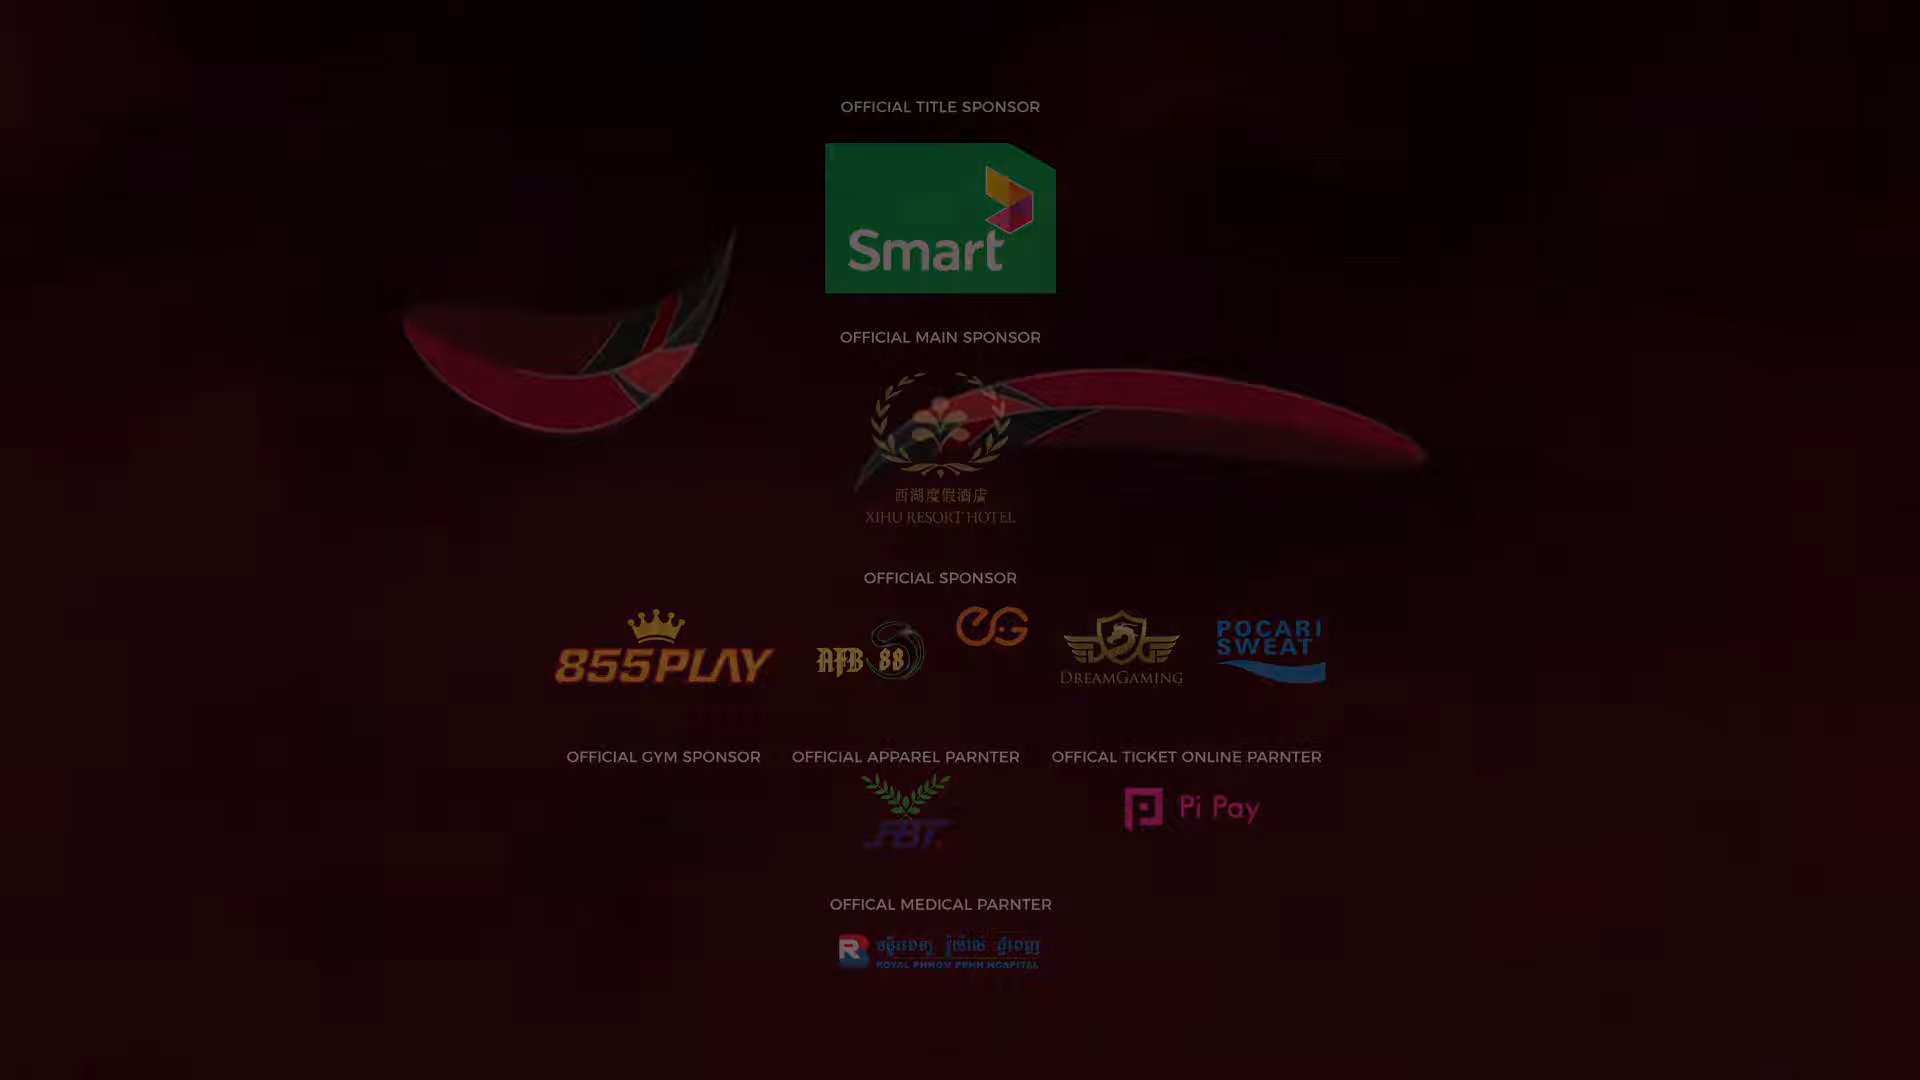 OFFICIAL TITLE SPONSOR
Smart
OFFICIAL MAIN SPONSOR
西湖度假酒店
XIHU RESORT HOTEL
OFFICIAL SPONSOR
855PLAY
AFB 88
eG
DREAMGAMING
POCARI
SWEAT
OFFICIAL GYM SPONSOR
OFFICIAL APPAREL PARNTER
OFFICAL TICKET ONLINE PARNTER
FBT
Pi Pay
OFFICAL MEDICAL PARNTER
R
ROYAL PHNOM PENH HOSPITAL